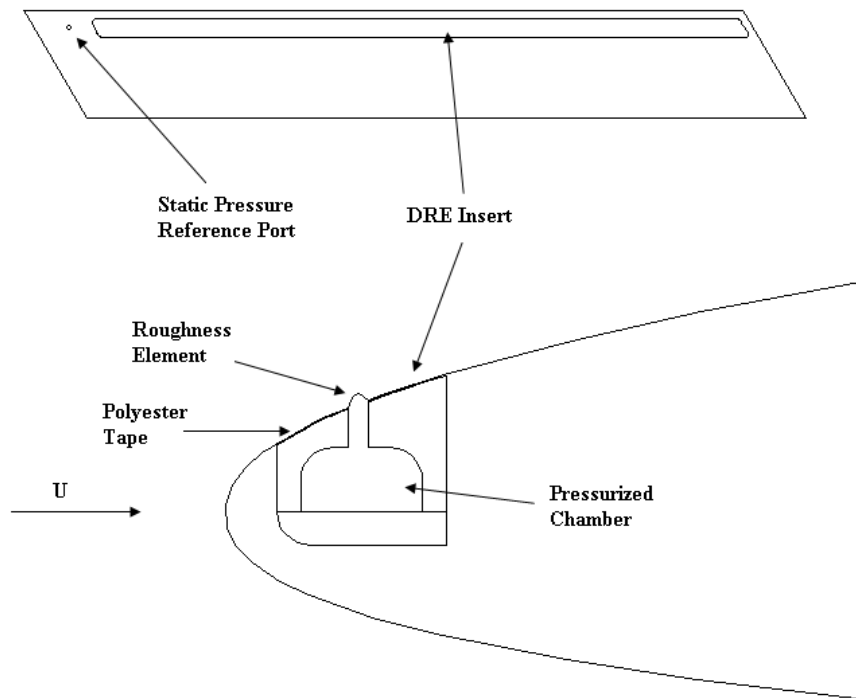 Static Pressure
Reference Port
DRE Insert
Roughness
Element
Polyester
Tape
U
Pressurized
Chamber